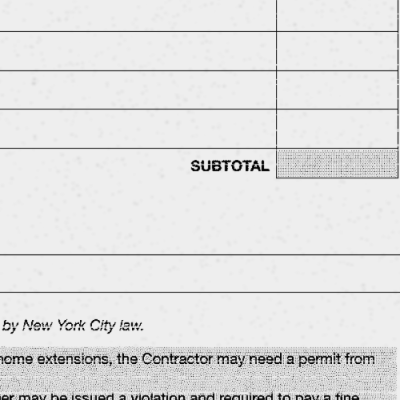 SUBTOTAL
by New York City law.
home extensions, the Contractor may need a permit from
er may be issued a violation and required to pay a fine